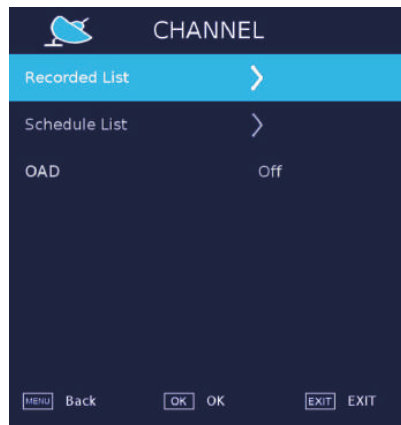 CHANNEL
Recorded List
Schedule List
OAD Off
MENU Back OK OK EXIT EXIT